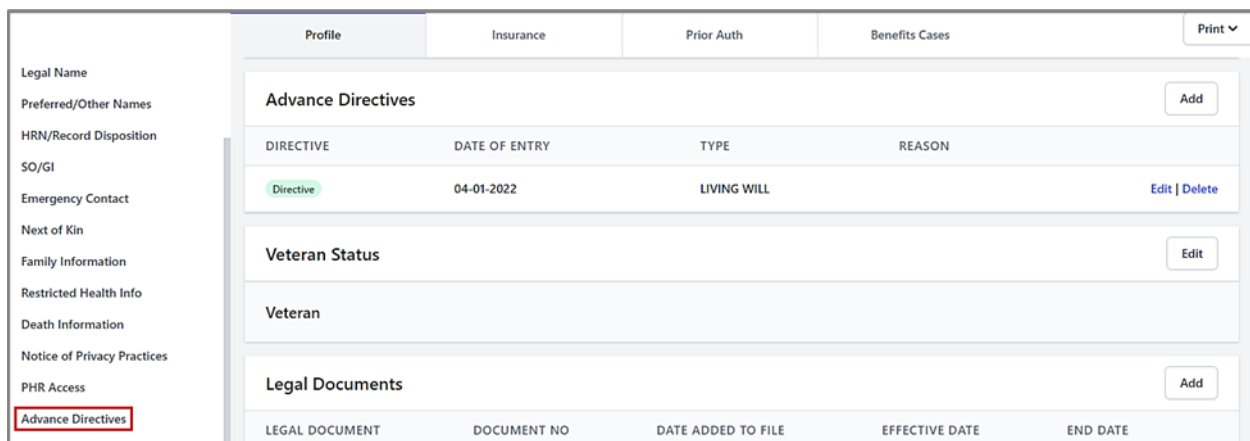 Profile
Insurance
Prior Auth
Benefits Cases
Print
Legal Name
Preferred/Other Names
HRN/Record Disposition
SO/GI
Emergency Contact
Next of Kin
Family Information
Restricted Health Info
Death Information
Notice of Privacy Practices
PHR Access
Advance Directives
Advance Directives
Add
DIRECTIVE DATE OF ENTRY TYPE REASON
Directive 04-01-2022 LIVING WILL Edit | Delete
Veteran Status
Edit
Veteran
Legal Documents
Add
LEGAL DOCUMENT DOCUMENT NO DATE ADDED TO FILE EFFECTIVE DATE END DATE